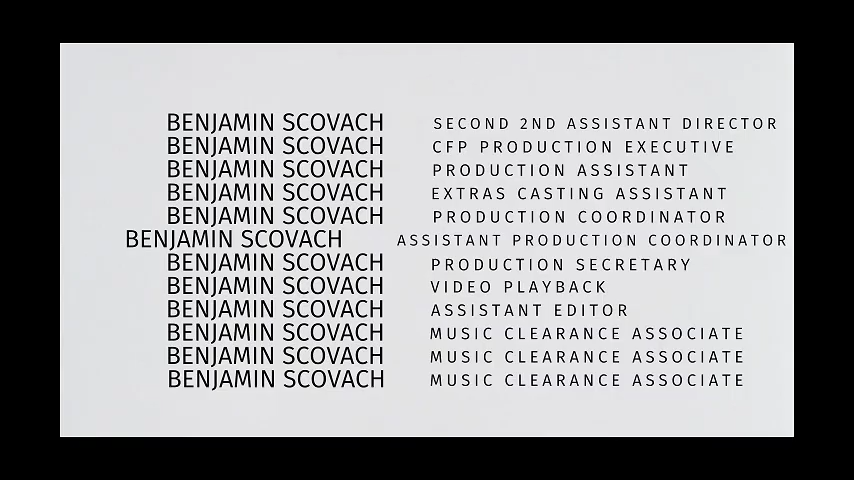 BENJAMIN SCOVACH SECOND 2ND ASSISTANT DIRECTOR
BENJAMIN SCOVACH CFP PRODUCTION EXECUTIVE
BENJAMIN SCOVACH PRODUCTION ASSISTANT
BENJAMIN SCOVACH EXTRAS CASTING ASSISTANT
BENJAMIN SCOVACH PRODUCTION COORDINATOR
BENJAMIN SCOVACH ASSISTANT PRODUCTION COORDINATOR
BENJAMIN SCOVACH PRODUCTION SECRETARY
BENJAMIN SCOVACH VIDEO PLAYBACK
BENJAMIN SCOVACH ASSISTANT EDITOR
BENJAMIN SCOVACH MUSIC CLEARANCE ASSOCIATE
BENJAMIN SCOVACH MUSIC CLEARANCE ASSOCIATE
BENJAMIN SCOVACH MUSIC CLEARANCE ASSOCIATE